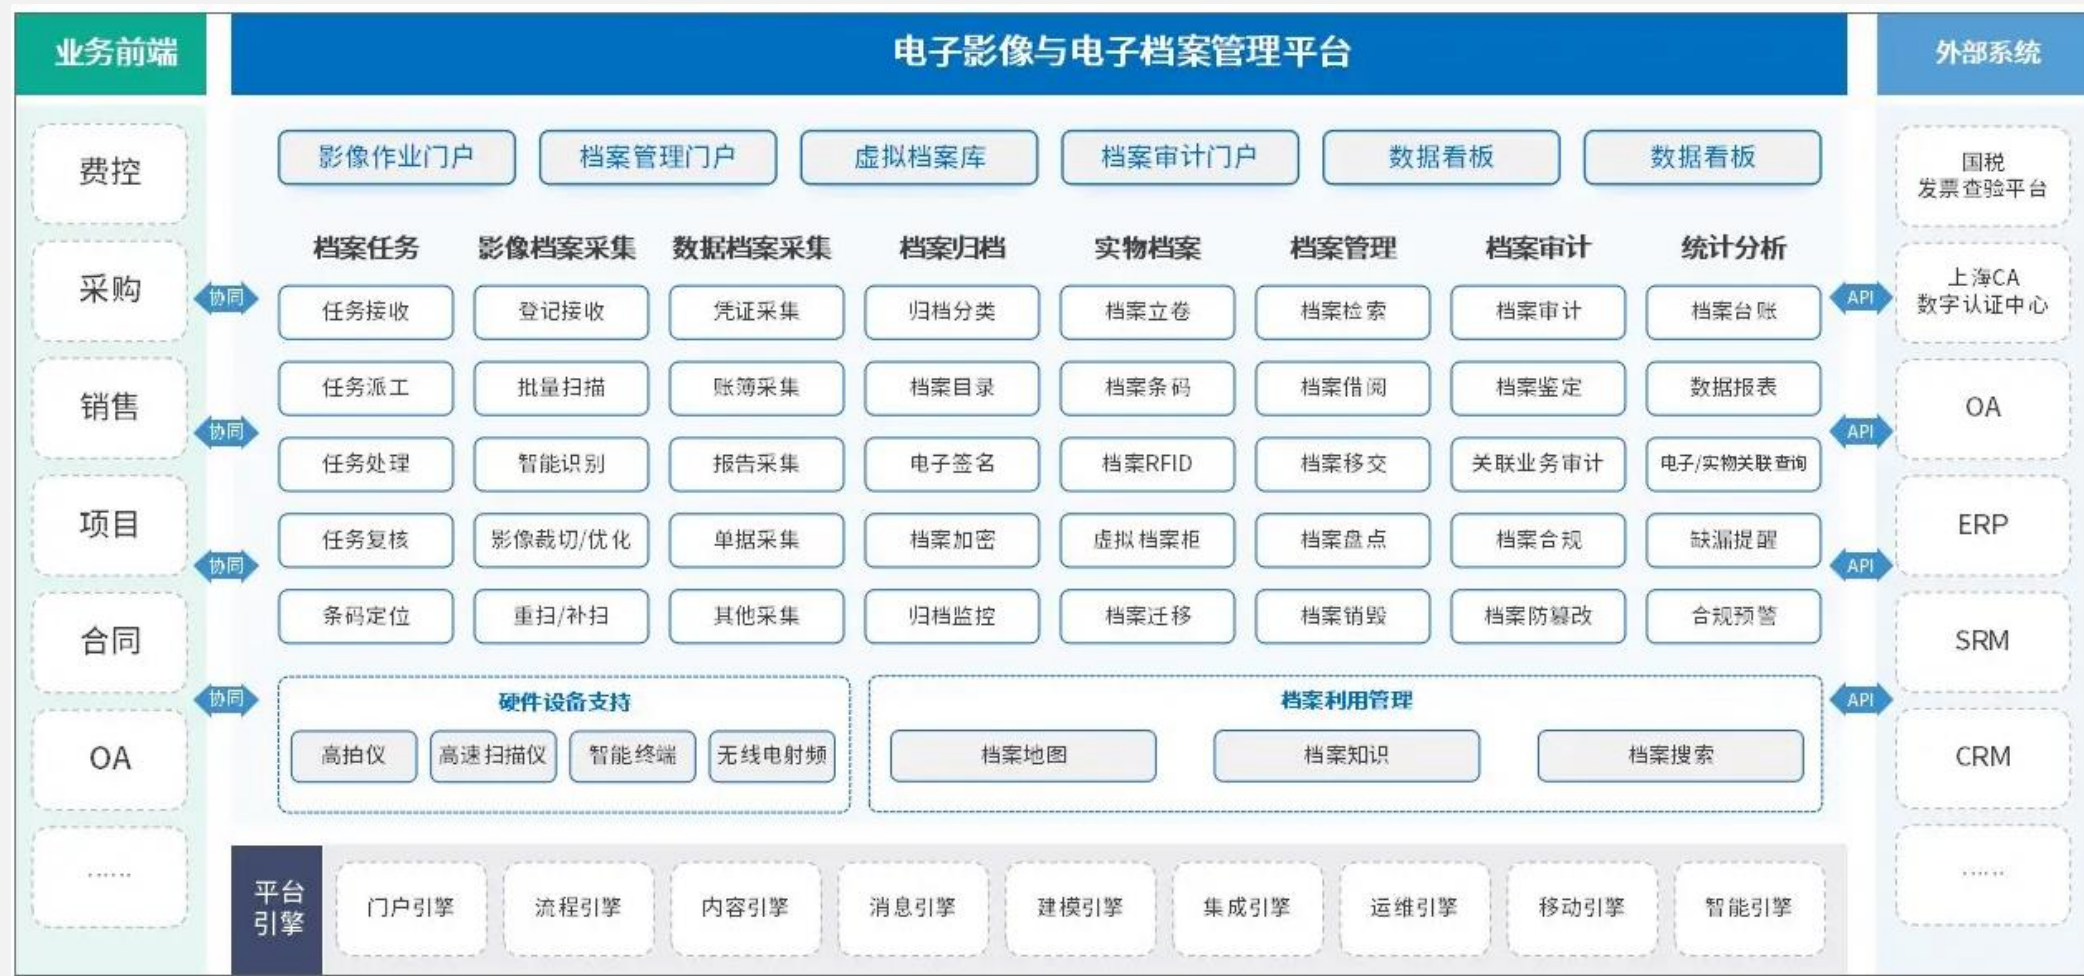 业务前端
电子影像与电子档案管理平台
外部系统
费控
采购
销售
项目
合同
OA
……
协同
协同
协同
协同
影像作业门户
档案管理门户
虚拟档案库
档案审计门户
数据看板
数据看板
档案任务
影像档案采集
数据档案采集
档案归档
实物档案
档案管理
档案审计
统计分析
任务接收
登记接收
凭证采集
归档分类
档案立卷
档案检索
档案审计
档案台账
任务派工
批量扫描
账簿采集
档案目录
档案条码
档案借阅
档案鉴定
数据报表
任务处理
智能识别
报告采集
电子签名
档案RFID
档案移交
关联业务审计
电子/实物关联查询
任务复核
影像裁切/优化
单据采集
档案加密
虚拟档案柜
档案盘点
档案合规
缺漏提醒
条码定位
重扫/补扫
其他采集
归档监控
档案迁移
档案销毁
档案防篡改
合规预警
硬件设备支持
高拍仪
高速扫描仪
智能终端
无线电射频
档案利用管理
档案地图
档案知识
档案搜索
平台
引擎
门户引擎
流程引擎
内容引擎
消息引擎
建模引擎
集成引擎
运维引擎
移动引擎
智能引擎
API
API
API
API
国税
发票查验平台
上海CA
数字认证中心
OA
ERP
SRM
CRM
……